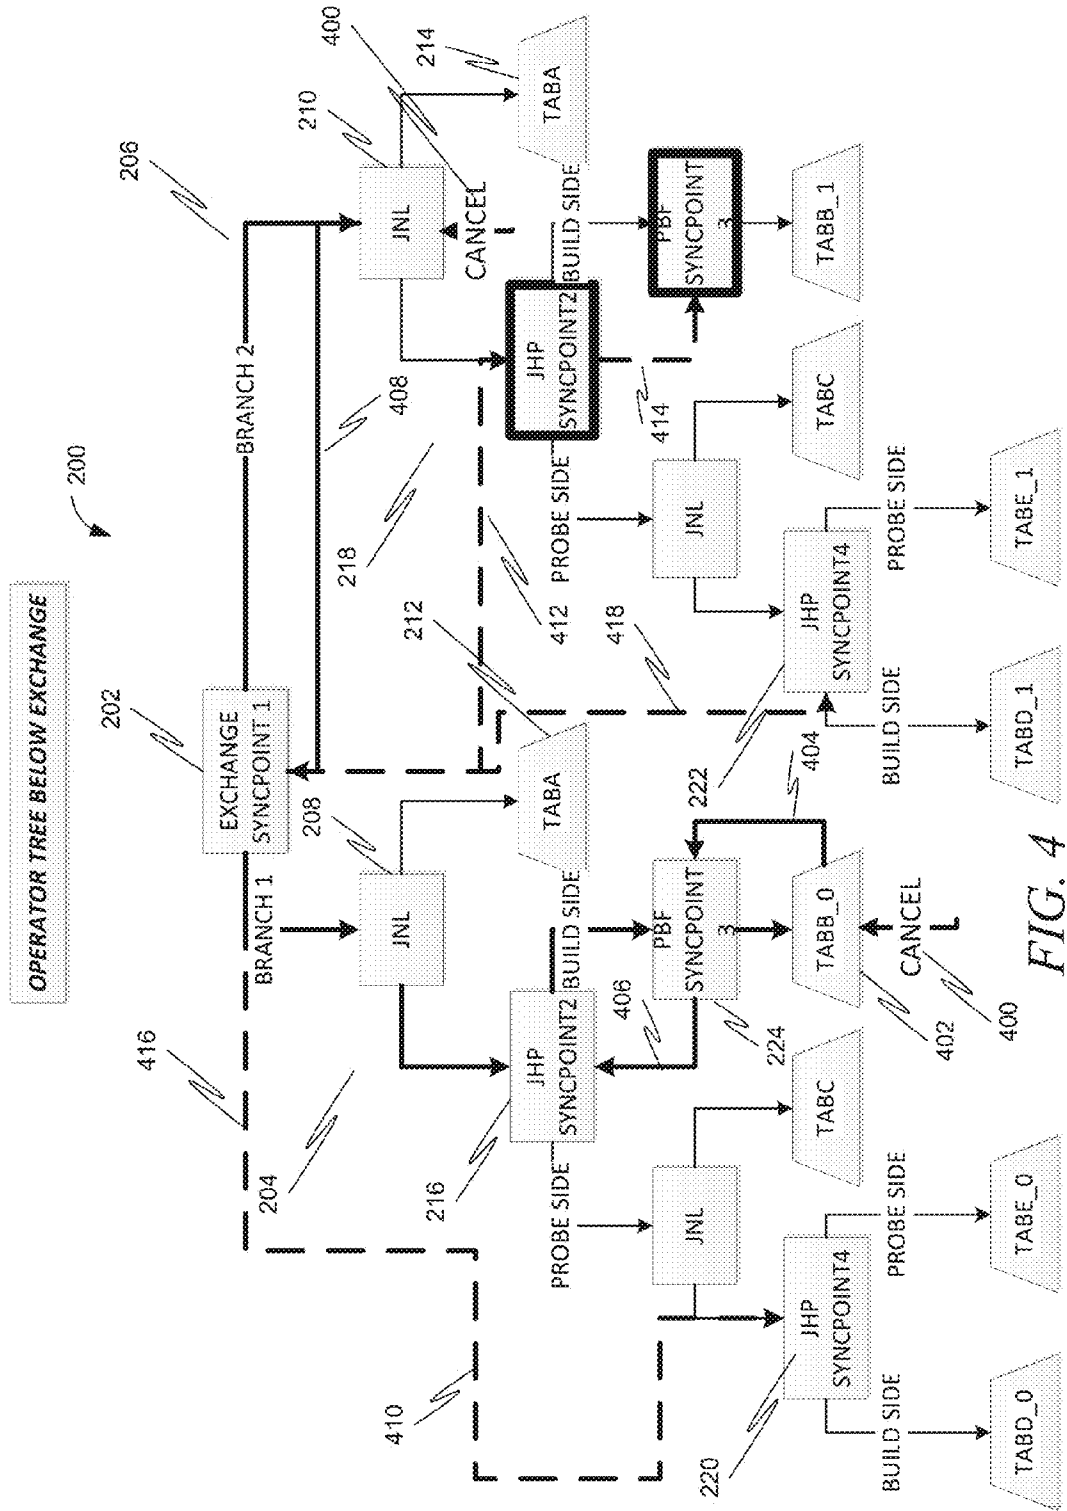 OPERATOR TREE BELOW EXCHANGE
200
202
EXCHANGE
SYNCPOINT 1
416
BRANCH 1
BRANCH 2
206
204
208
JNL
408
218
210
JNL
400
214
410
216
JHP
SYNCPOINT2
BUILD SIDE
TABA
212
412
CANCEL
JHP
SYNCPOINT2
BUILD SIDE
TABA
PROBE SIDE
406
PBF
SYNCPOINT
3
418
PROBE SIDE
414
PBF
SYNCPOINT
3
JNL
TABC
224
TABB_0
404
222
JNL
TABC
TABB_1
220
JHP
SYNCPOINT4
402
CANCEL
400
JHP
SYNCPOINT4
BUILD SIDE
PROBE SIDE
BUILD SIDE
PROBE SIDE
TABD_0
TABE_0
TABD_1
TABE_1
FIG. 4